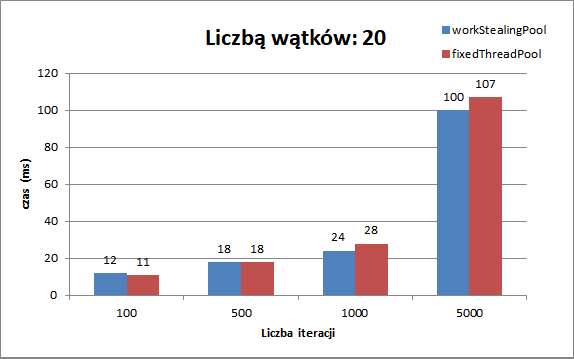 Liczbą wątków: 20
workStealingPool
fixedThreadPool
120
100
80
60
40
20
0
czas (ms)
12 11
18 18
24 28
100 107
100 500 1000 5000
Liczba iteracji